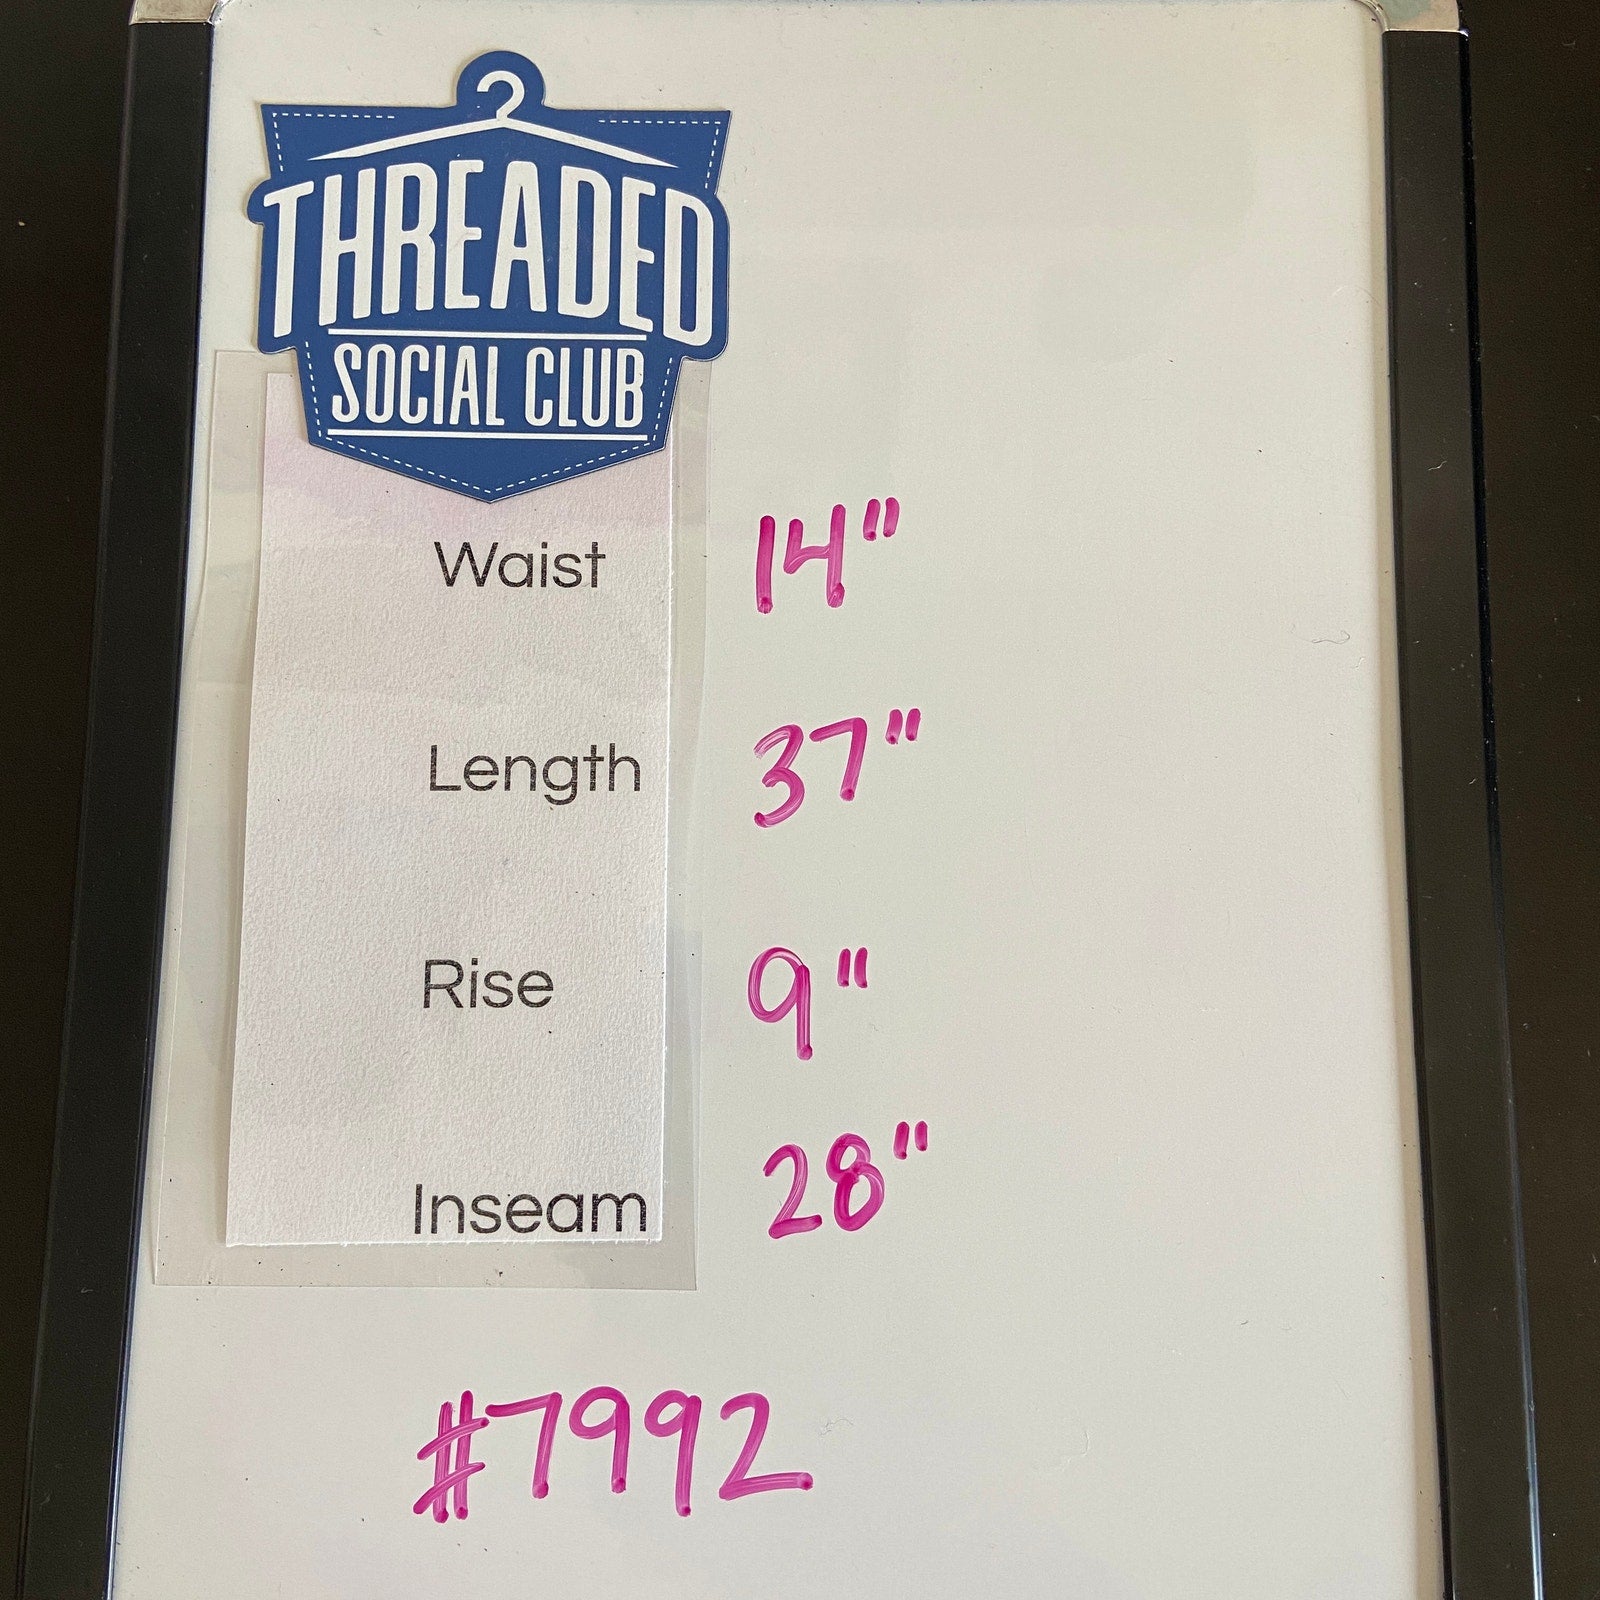 THREADED
SOCIAL CLUB
Waist 14"
Length 37"
Rise 9"
Inseam 28"
#7992